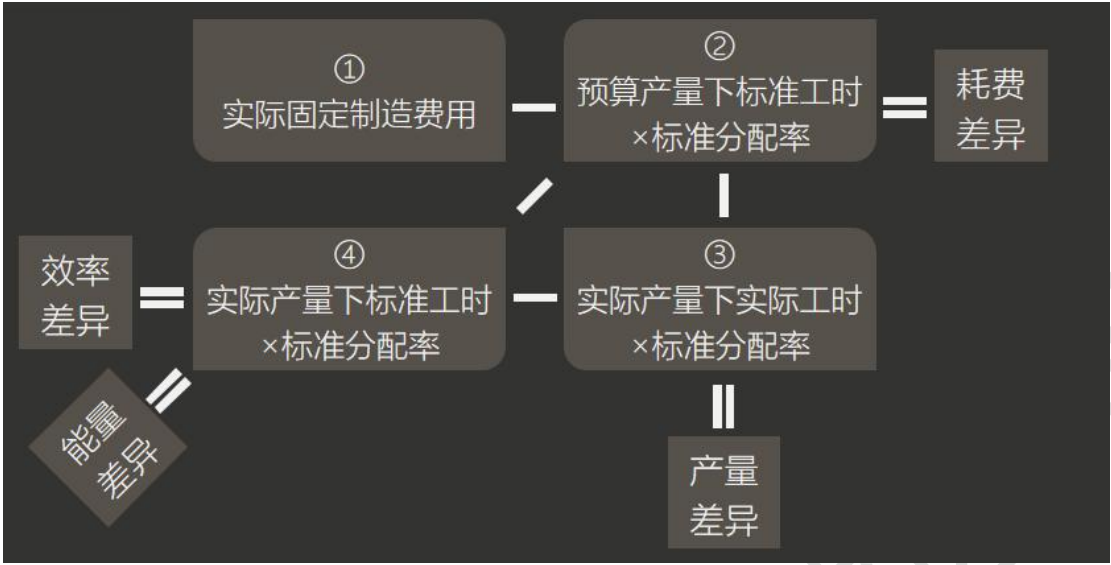 ①
实际固定制造费用
②
预算产量下标准工时
×标准分配率
耗费
差异
效率
差异
④
实际产量下标准工时
×标准分配率
③
实际产量下实际工时
×标准分配率
能量
差异
产量
差异